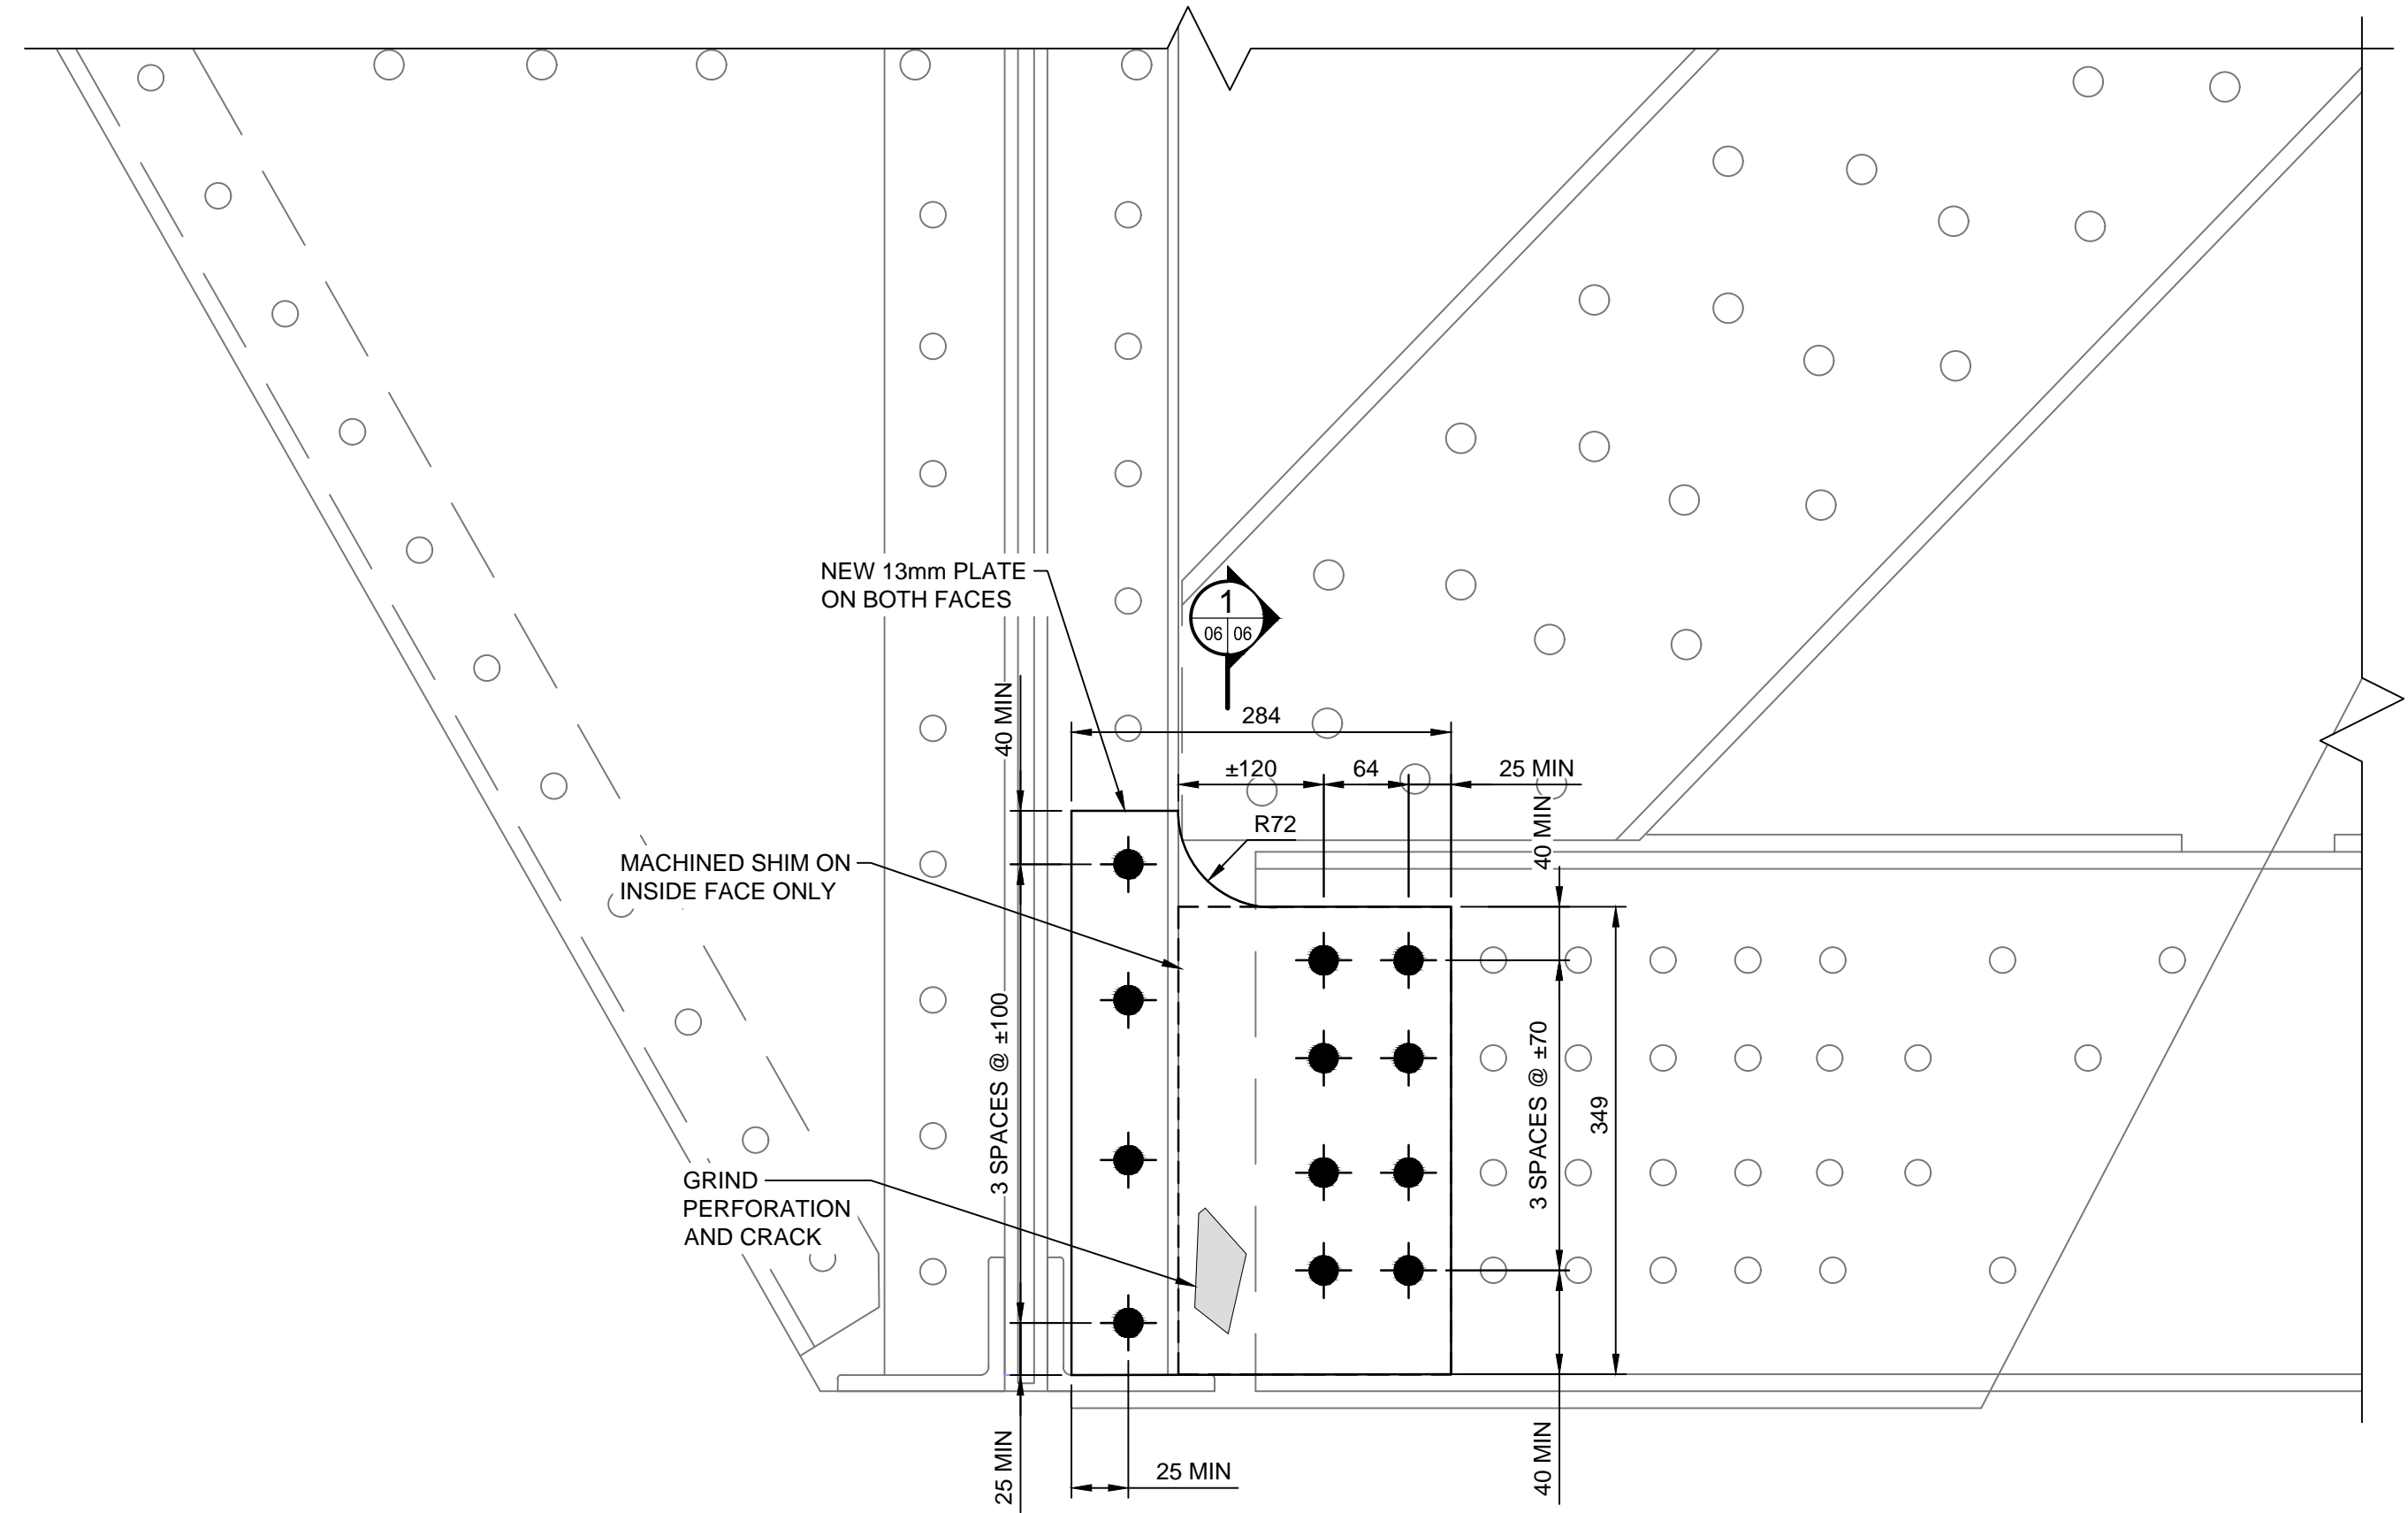 NEW 13mm PLATE
ON BOTH FACES
1
06 06
40 MIN
284
±120
64
25 MIN
40 MIN
R72
MACHINED SHIM ON
INSIDE FACE ONLY
3 SPACES @ ±100
3 SPACES @ ±70
349
GRIND
PERFORATION
AND CRACK
25 MIN
25 MIN
40 MIN